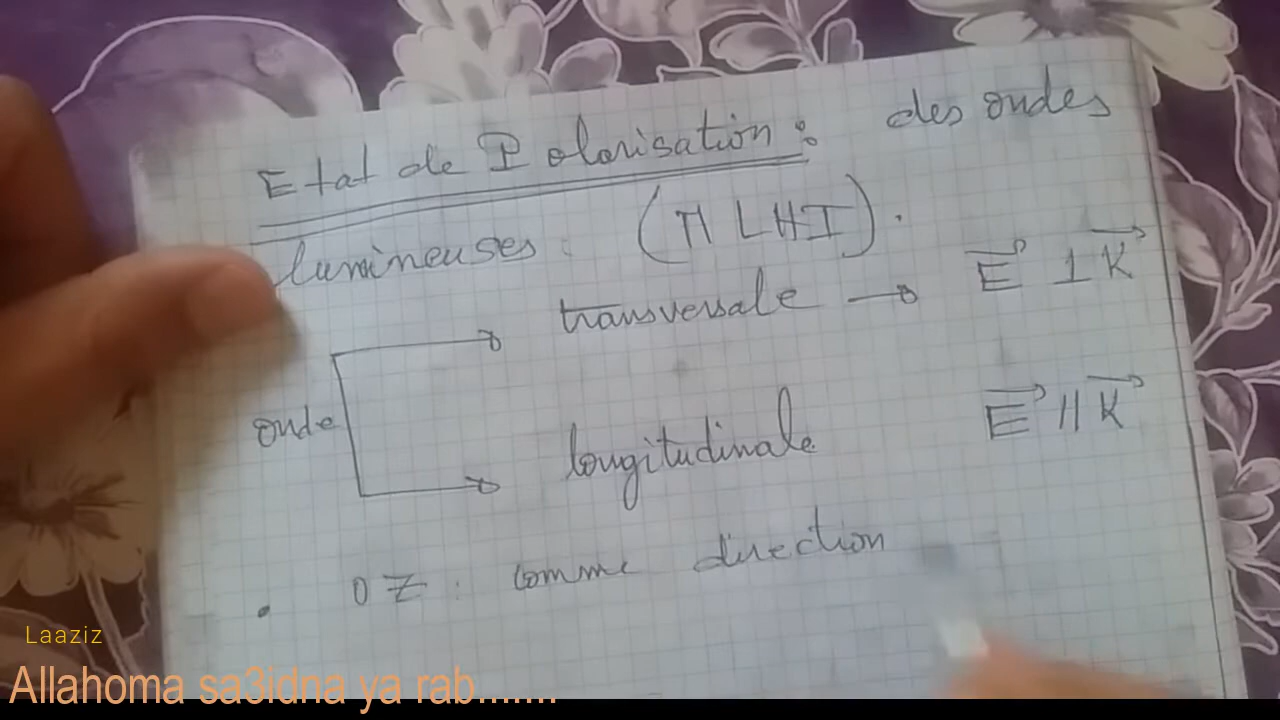 Etat de Polarisation : des ondes
lumineuses : (MLHI).
transversale → E⃗ ⊥ K⃗
onde
longitudinale E⃗ // K⃗
• OZ : comme direction
Laaziz
Allahoma sa3idna ya rab.......